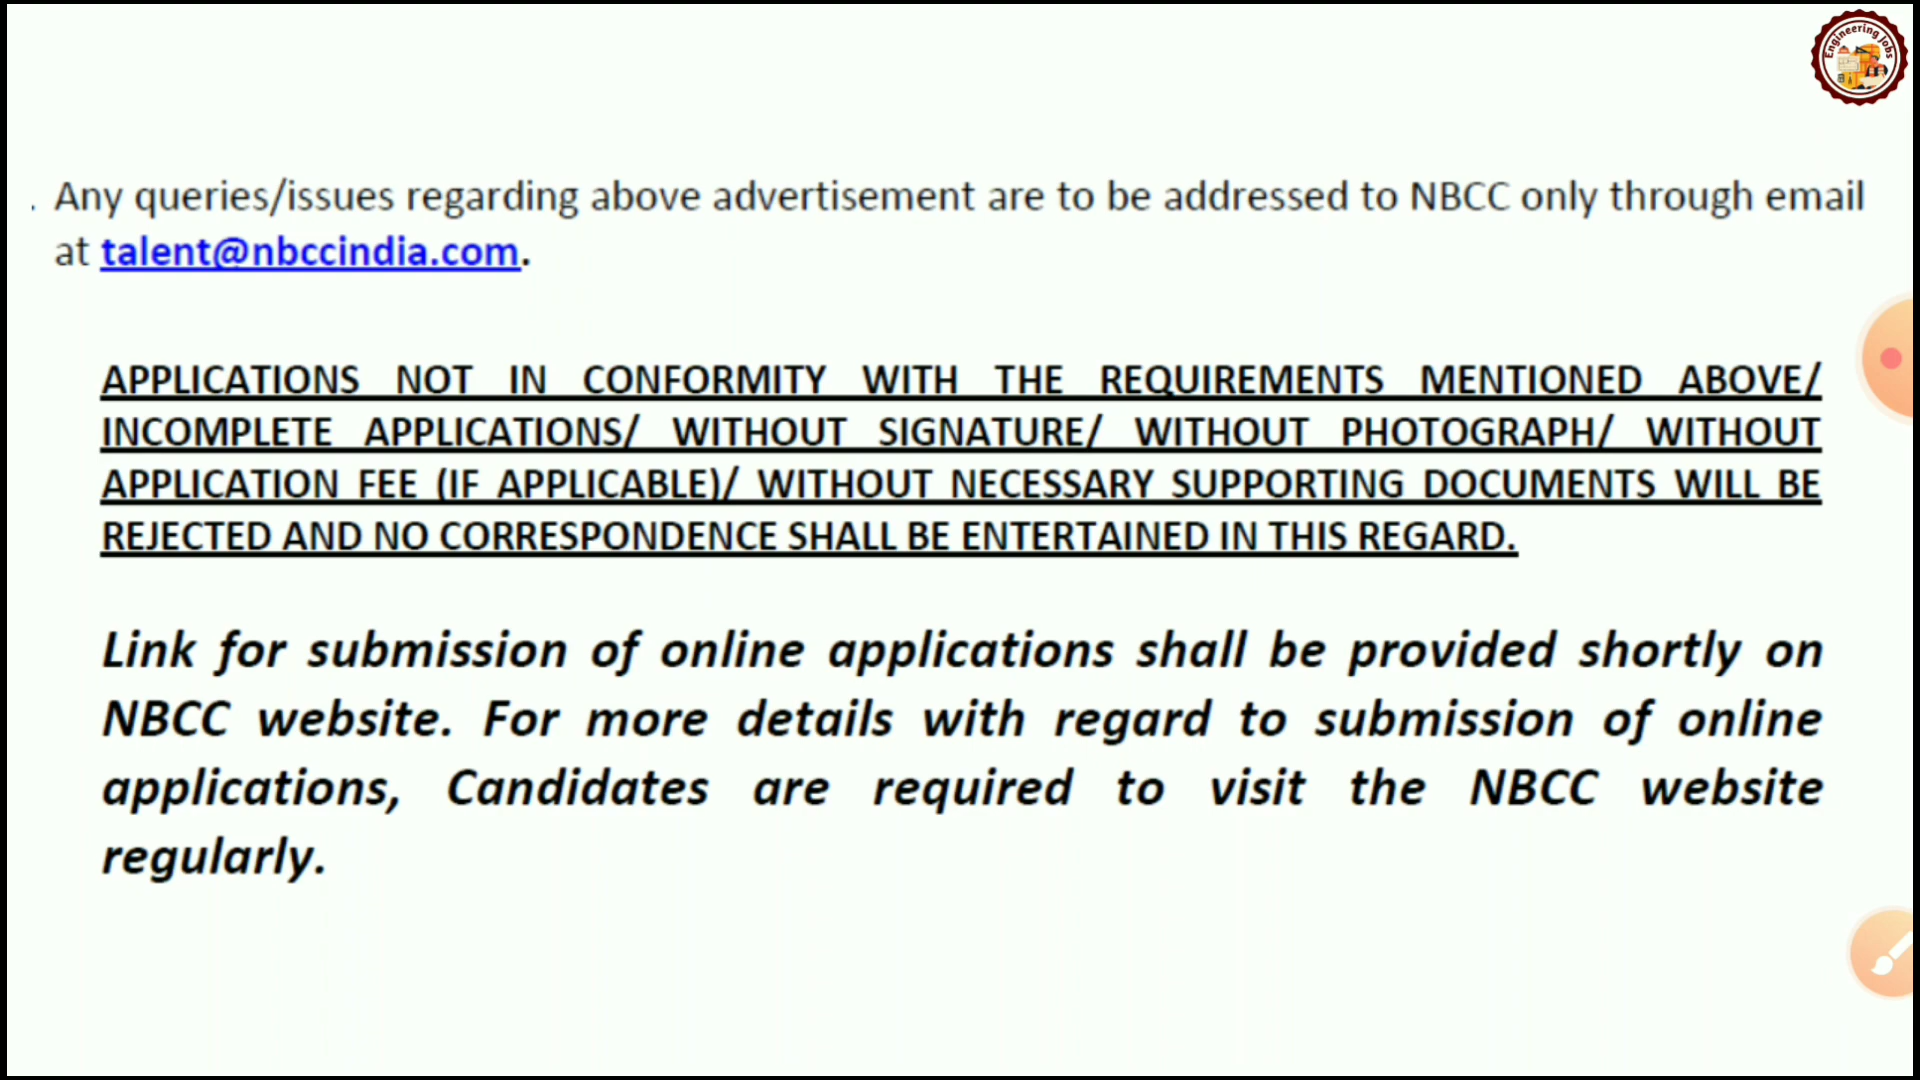 Engineering Jobs
. Any queries/issues regarding above advertisement are to be addressed to NBCC only through email
at talent@nbccindia.com.
APPLICATIONS NOT IN CONFORMITY WITH THE REQUIREMENTS MENTIONED ABOVE/
INCOMPLETE APPLICATIONS/ WITHOUT SIGNATURE/ WITHOUT PHOTOGRAPH/ WITHOUT
APPLICATION FEE (IF APPLICABLE)/ WITHOUT NECESSARY SUPPORTING DOCUMENTS WILL BE
REJECTED AND NO CORRESPONDENCE SHALL BE ENTERTAINED IN THIS REGARD.
Link for submission of online applications shall be provided shortly on
NBCC website. For more details with regard to submission of online
applications, Candidates are required to visit the NBCC website
regularly.